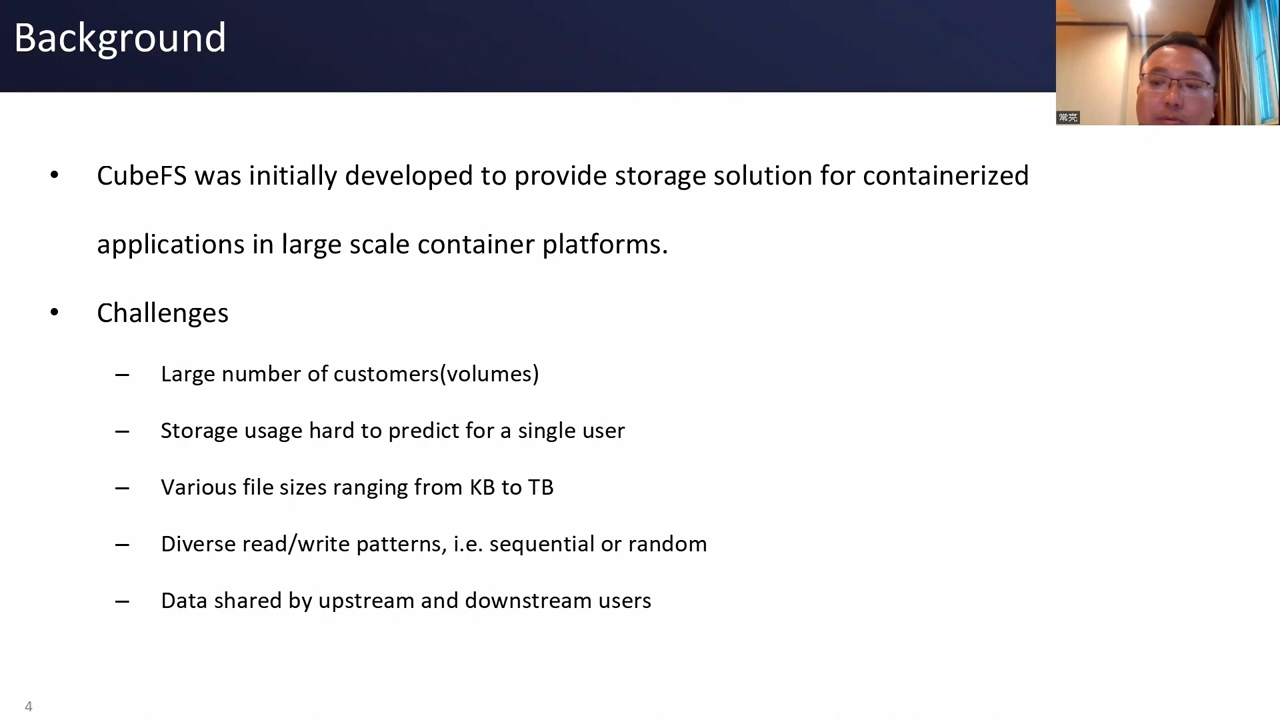 Background
常亮
• CubeFS was initially developed to provide storage solution for containerized
applications in large scale container platforms.
• Challenges
– Large number of customers(volumes)
– Storage usage hard to predict for a single user
– Various file sizes ranging from KB to TB
– Diverse read/write patterns, i.e. sequential or random
– Data shared by upstream and downstream users
4